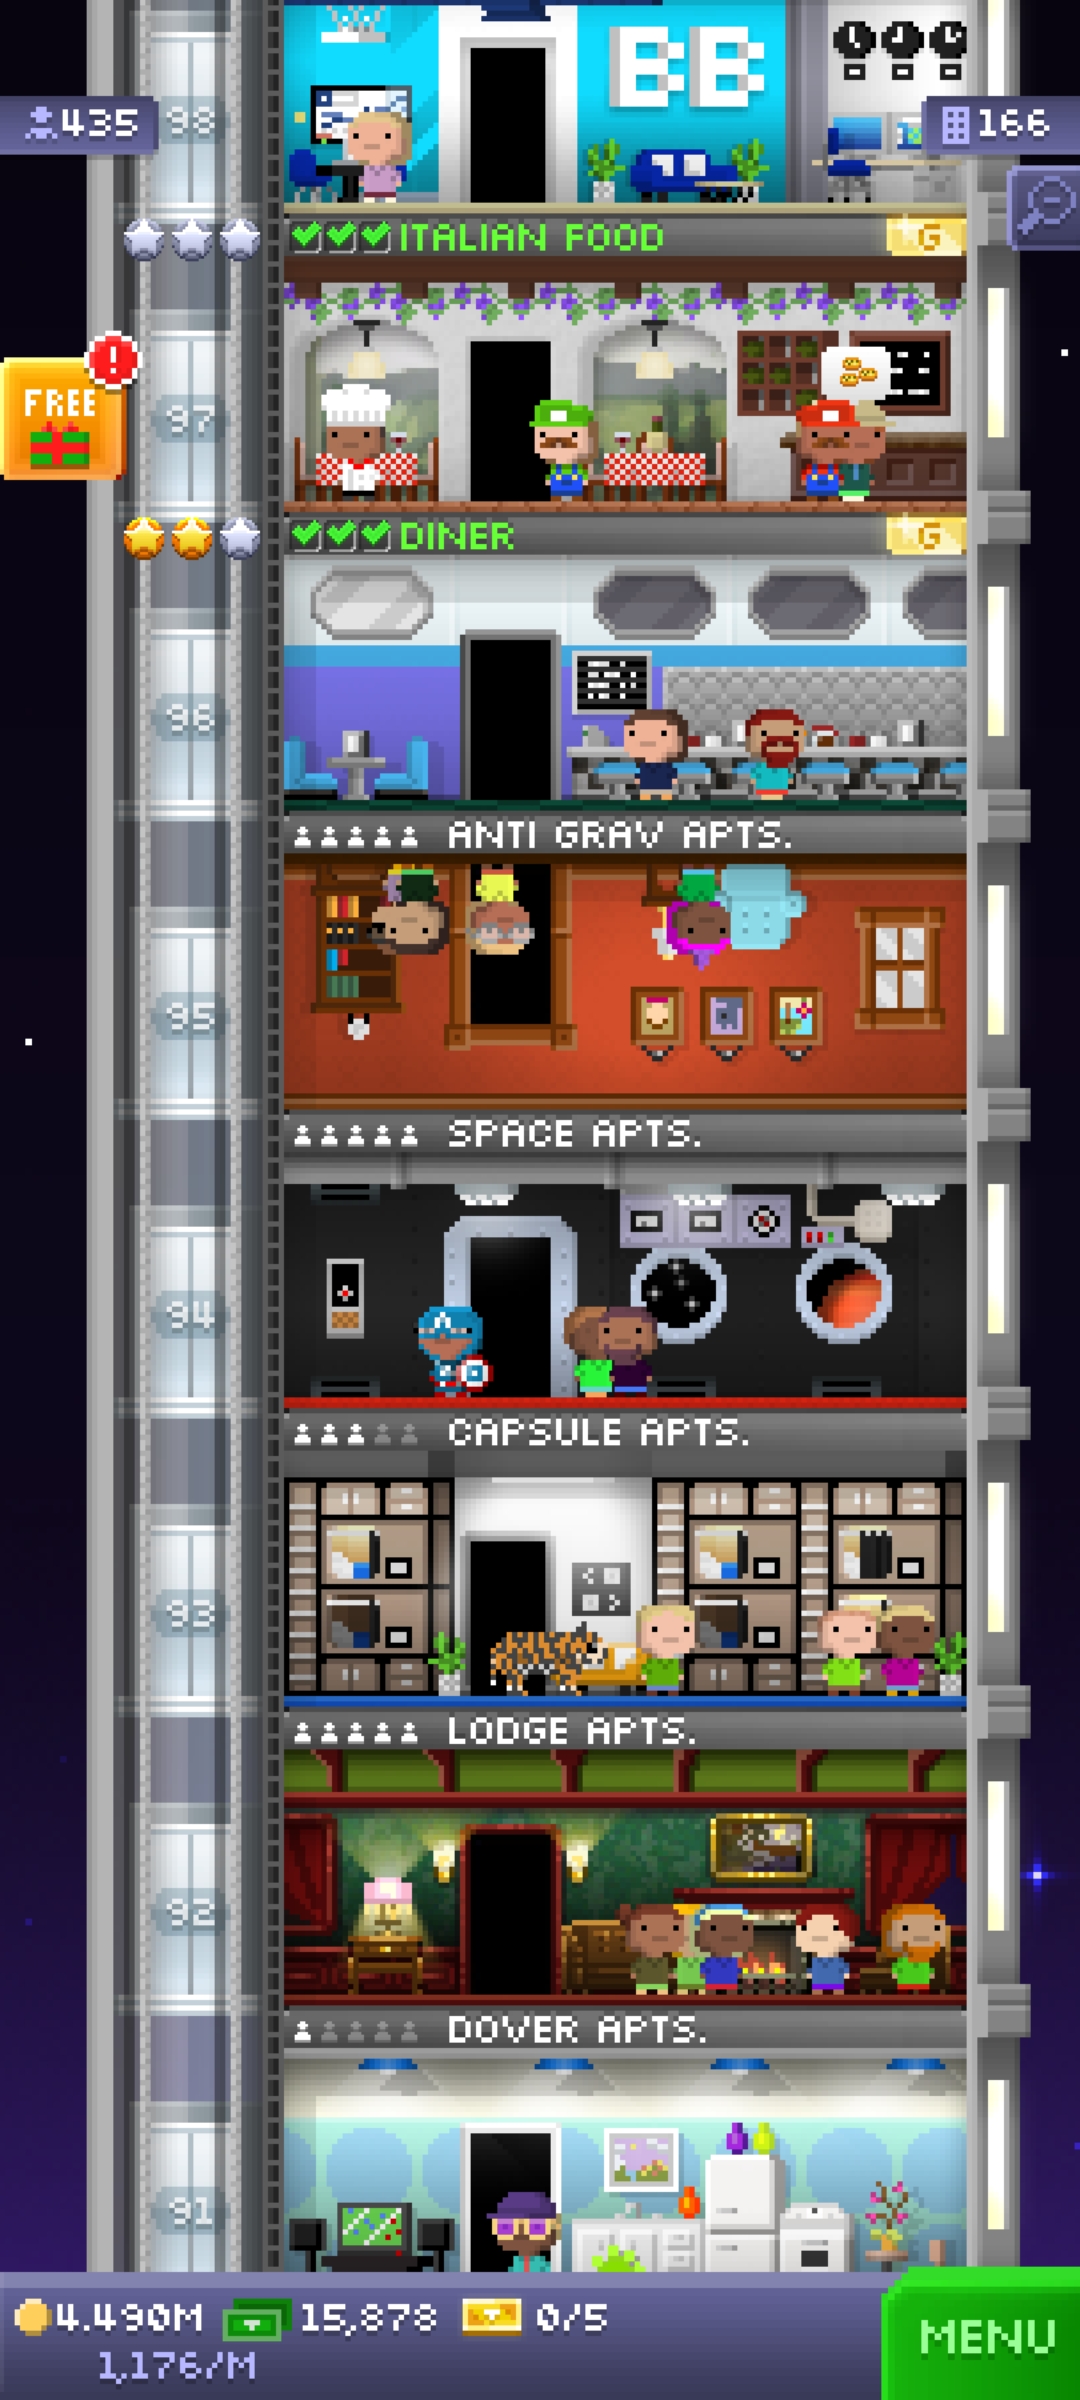 BB
98
435
166
ITALIAN FOOD
G
FREE
!
97
DINER
G
96
ANTI GRAV APTS.
95
SPACE APTS.
94
CAPSULE APTS.
93
LODGE APTS.
92
DOVER APTS.
91
4.490M 15,878 0/5
1,176/M
MENU